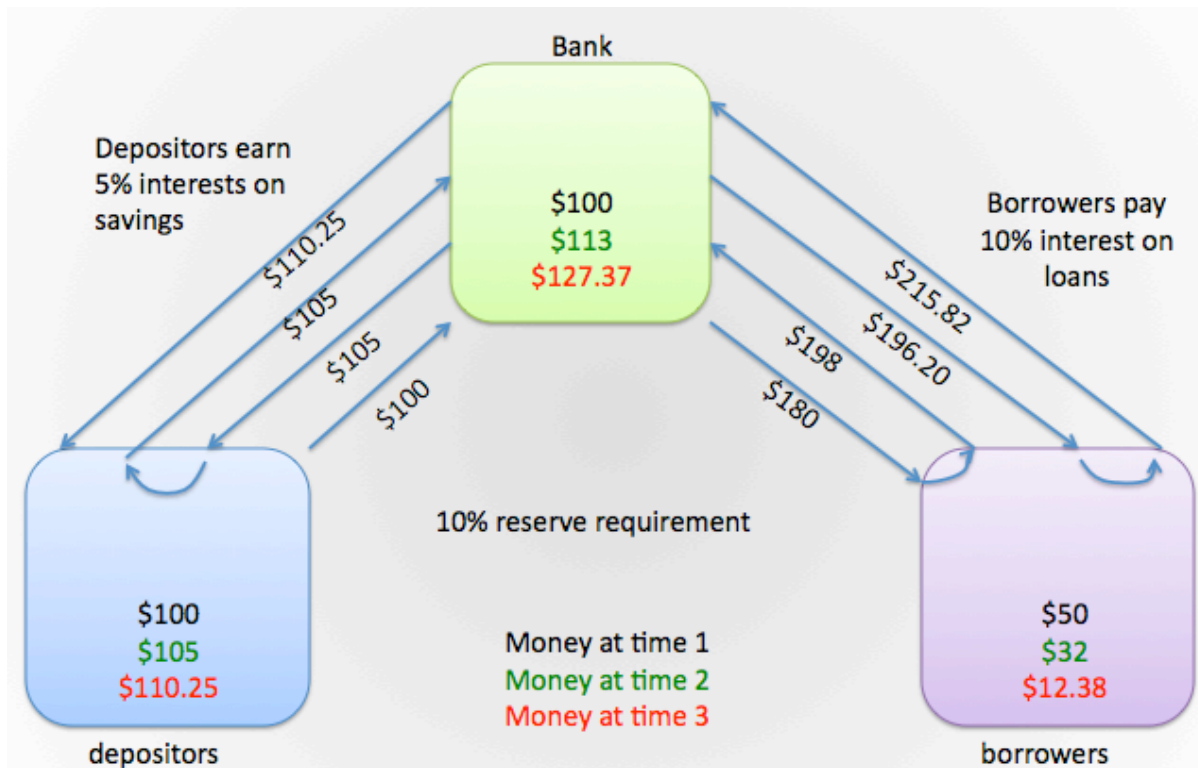 Bank
Depositors earn
5% interests on
savings
$100
$113
$127.37
Borrowers pay
10% interest on
loans
$110.25
$105
$105
$100
$215.82
$196.20
$198
$180
10% reserve requirement
$100
$105
$110.25
Money at time 1
Money at time 2
Money at time 3
$50
$32
$12.38
depositors
borrowers